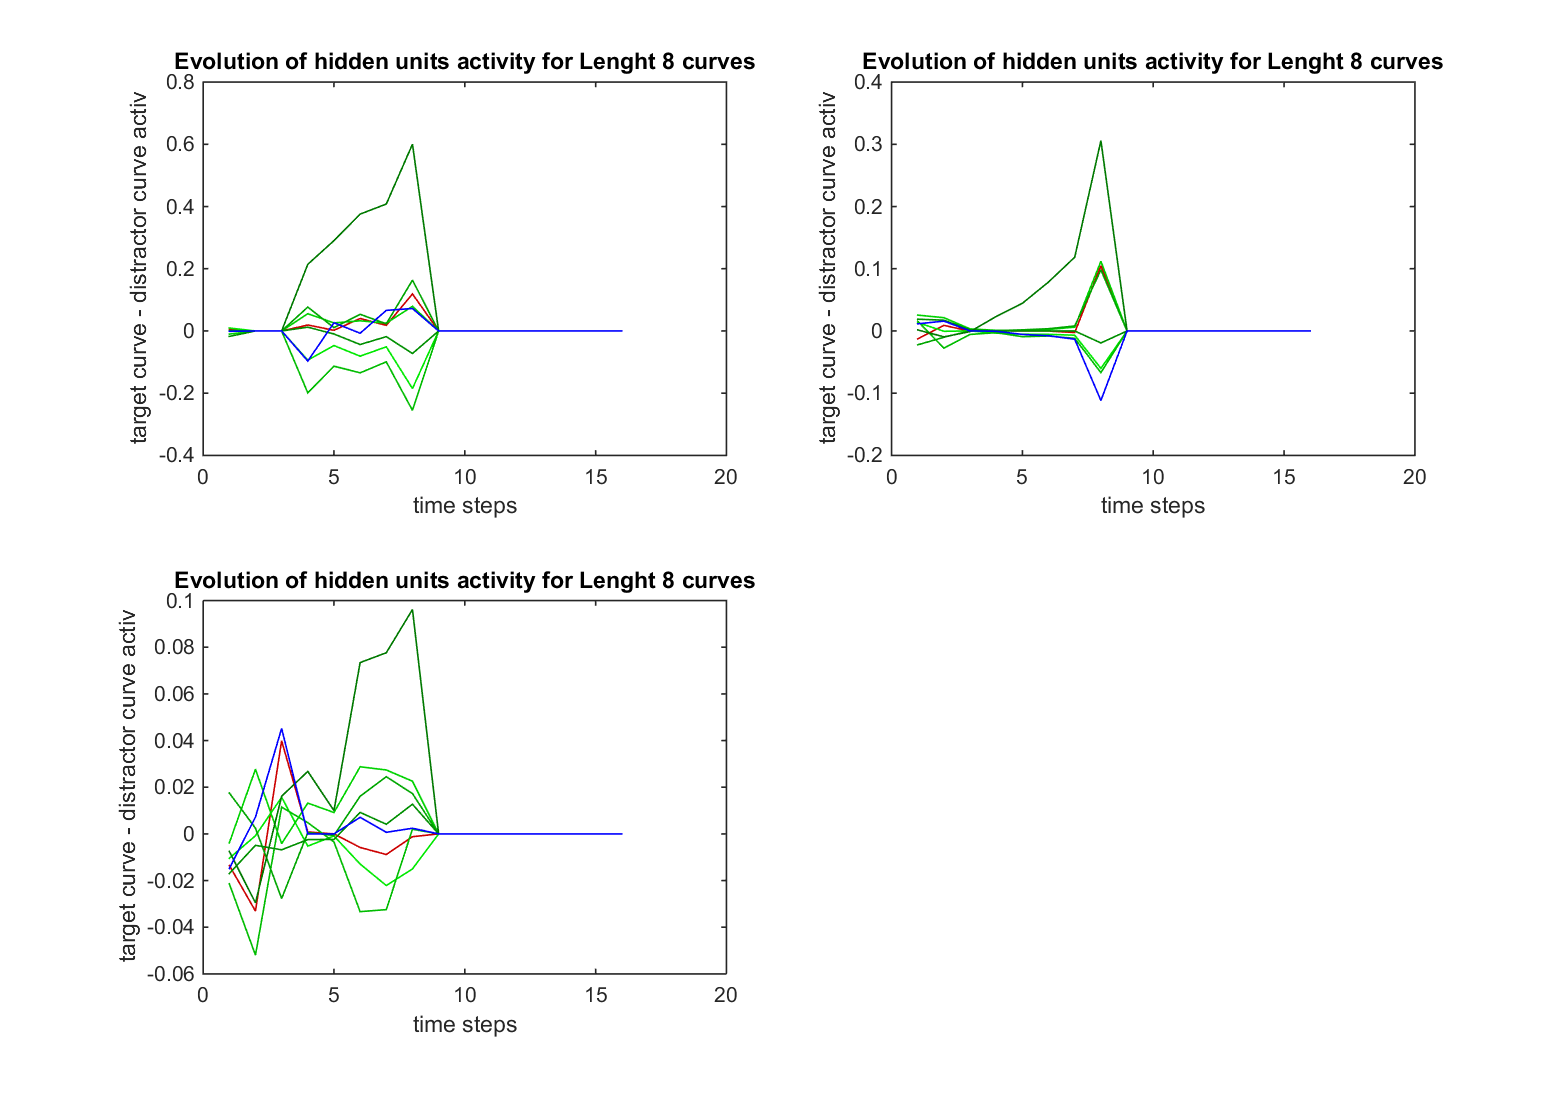 Evolution of hidden units activity for Lenght 8 curves
target curve - distractor curve activ
0.8
0.6
0.4
0.2
0
-0.2
-0.4
0 5 10 15 20
time steps
Evolution of hidden units activity for Lenght 8 curves
target curve - distractor curve activ
0.4
0.3
0.2
0.1
0
-0.1
-0.2
0 5 10 15 20
time steps
Evolution of hidden units activity for Lenght 8 curves
target curve - distractor curve activ
0.1
0.08
0.06
0.04
0.02
0
-0.02
-0.04
-0.06
0 5 10 15 20
time steps